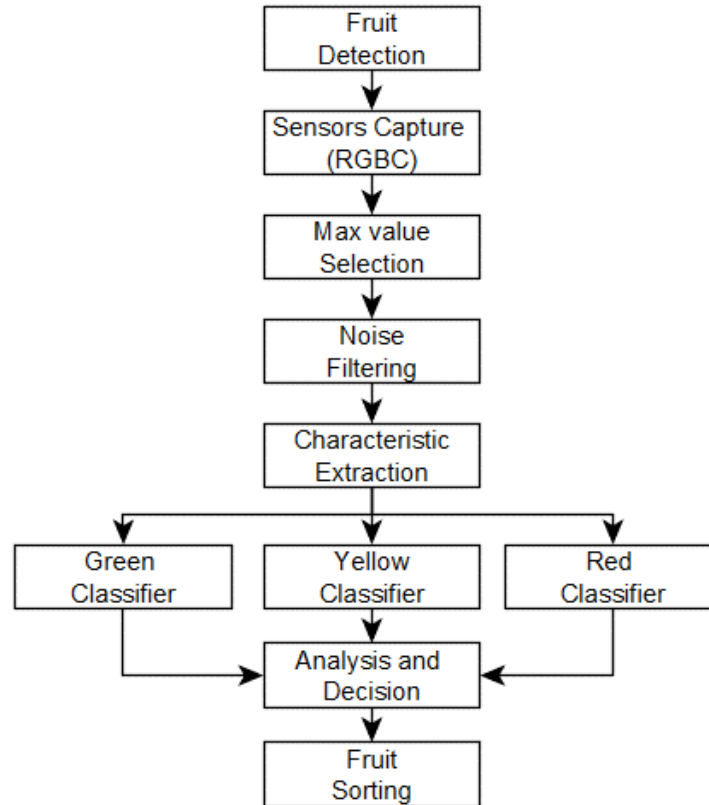 Fruit
Detection
Sensors Capture
(RGBC)
Max value
Selection
Noise
Filtering
Characteristic
Extraction
Green
Classifier
Yellow
Classifier
Red
Classifier
Analysis and
Decision
Fruit
Sorting